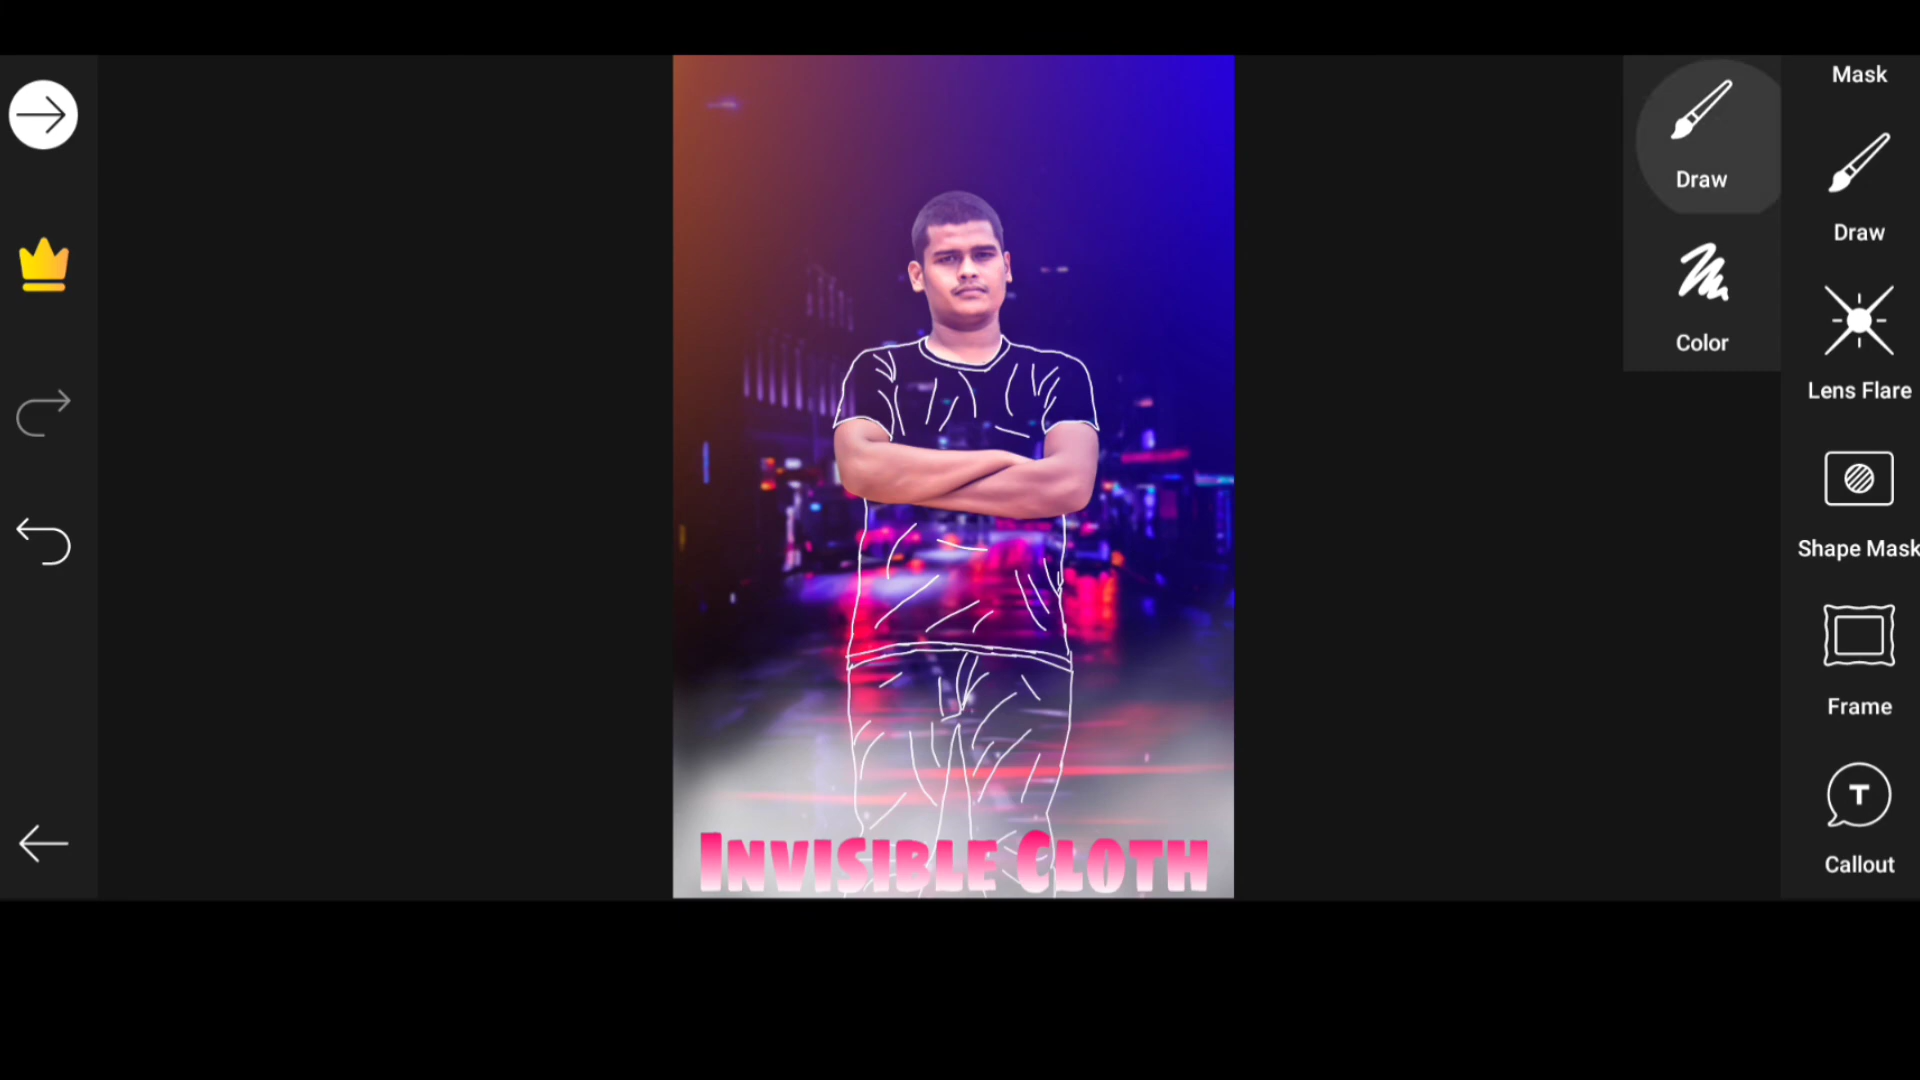 Mask
Draw
Draw
Color
Lens Flare
Shape Mask
Frame
T
Callout
INVISIBLE CLOTH